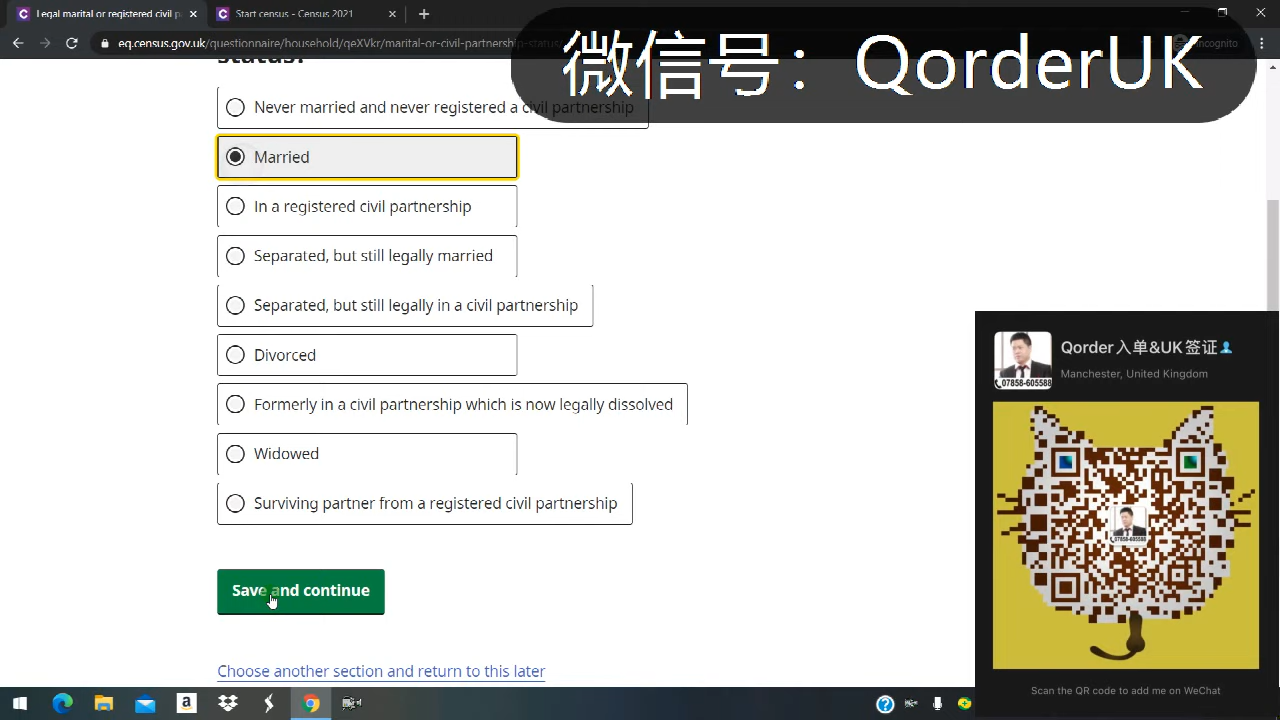 Legal marital or registered civil p
Start census - Census 2021
eq.census.gov.uk/questionnaire/household/qeXVkr/marital-or-civil-partnership-status
Incognito
微信号：QorderUK
status?
Never married and never registered a civil partnership
Married
In a registered civil partnership
Separated, but still legally married
Separated, but still legally in a civil partnership
Divorced
Formerly in a civil partnership which is now legally dissolved
Widowed
Surviving partner from a registered civil partnership
Save and continue
Choose another section and return to this later
Qorder入单&UK签证
Manchester, United Kingdom
07858-605588
07858-605588
Scan the QR code to add me on WeChat